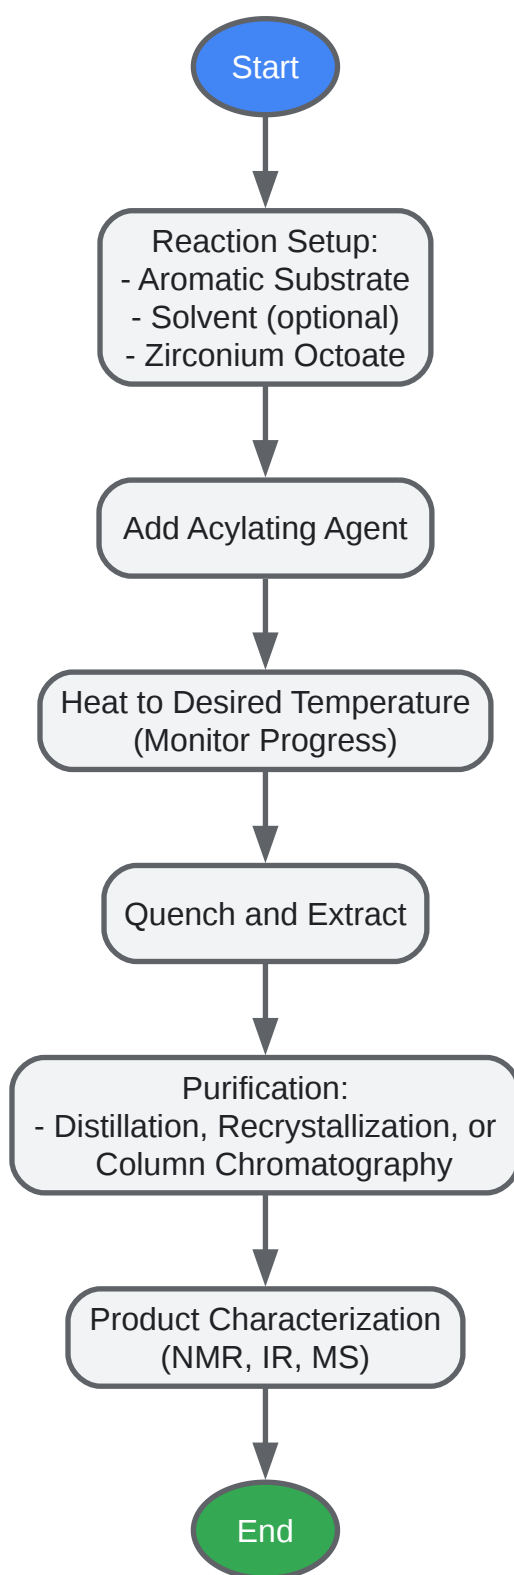 Start
Reaction Setup:
- Aromatic Substrate
- Solvent (optional)
- Zirconium Octoate
Add Acylating Agent
Heat to Desired Temperature
(Monitor Progress)
Quench and Extract
Purification:
- Distillation, Recrystallization, or
Column Chromatography
Product Characterization
(NMR, IR, MS)
End